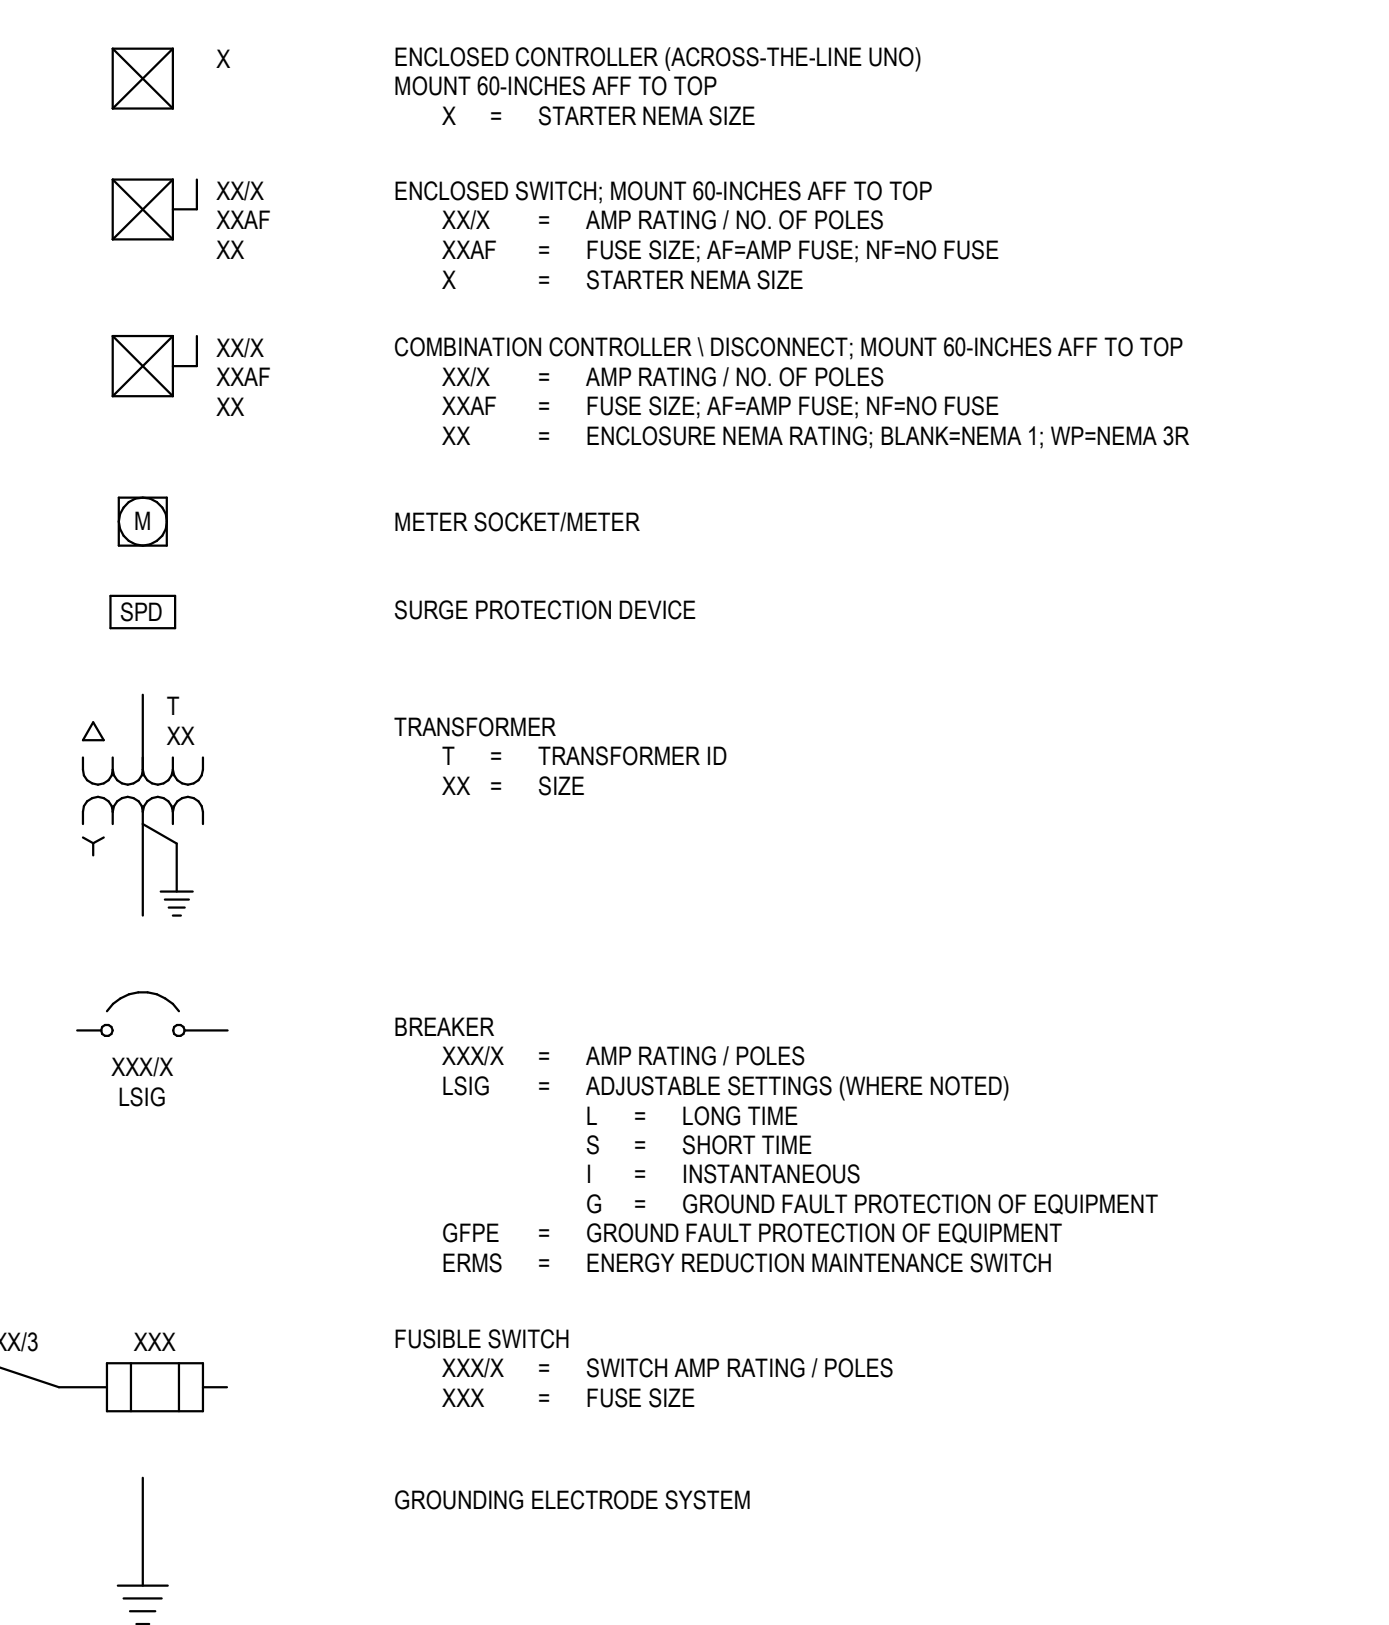 X ENCLOSED CONTROLLER (ACROSS-THE-LINE UNO)
MOUNT 60-INCHES AFF TO TOP
X = STARTER NEMA SIZE
XX/X ENCLOSED SWITCH; MOUNT 60-INCHES AFF TO TOP
XXAF XX/X = AMP RATING / NO. OF POLES
XX XXAF = FUSE SIZE; AF=AMP FUSE; NF=NO FUSE
X = STARTER NEMA SIZE
XX/X COMBINATION CONTROLLER \ DISCONNECT; MOUNT 60-INCHES AFF TO TOP
XXAF XX/X = AMP RATING / NO. OF POLES
XX XXAF = FUSE SIZE; AF=AMP FUSE; NF=NO FUSE
XX = ENCLOSURE NEMA RATING; BLANK=NEMA 1; WP=NEMA 3R
M METER SOCKET/METER
SPD SURGE PROTECTION DEVICE
T
XX TRANSFORMER
T = TRANSFORMER ID
XX = SIZE
Y
BREAKER
XXX/X XXX/X = AMP RATING / POLES
LSIG LSIG = ADJUSTABLE SETTINGS (WHERE NOTED)
L = LONG TIME
S = SHORT TIME
I = INSTANTANEOUS
G = GROUND FAULT PROTECTION OF EQUIPMENT
GFPE = GROUND FAULT PROTECTION OF EQUIPMENT
ERMS = ENERGY REDUCTION MAINTENANCE SWITCH
XX/3 XXX FUSIBLE SWITCH
XXX/X = SWITCH AMP RATING / POLES
XXX = FUSE SIZE
GROUNDING ELECTRODE SYSTEM